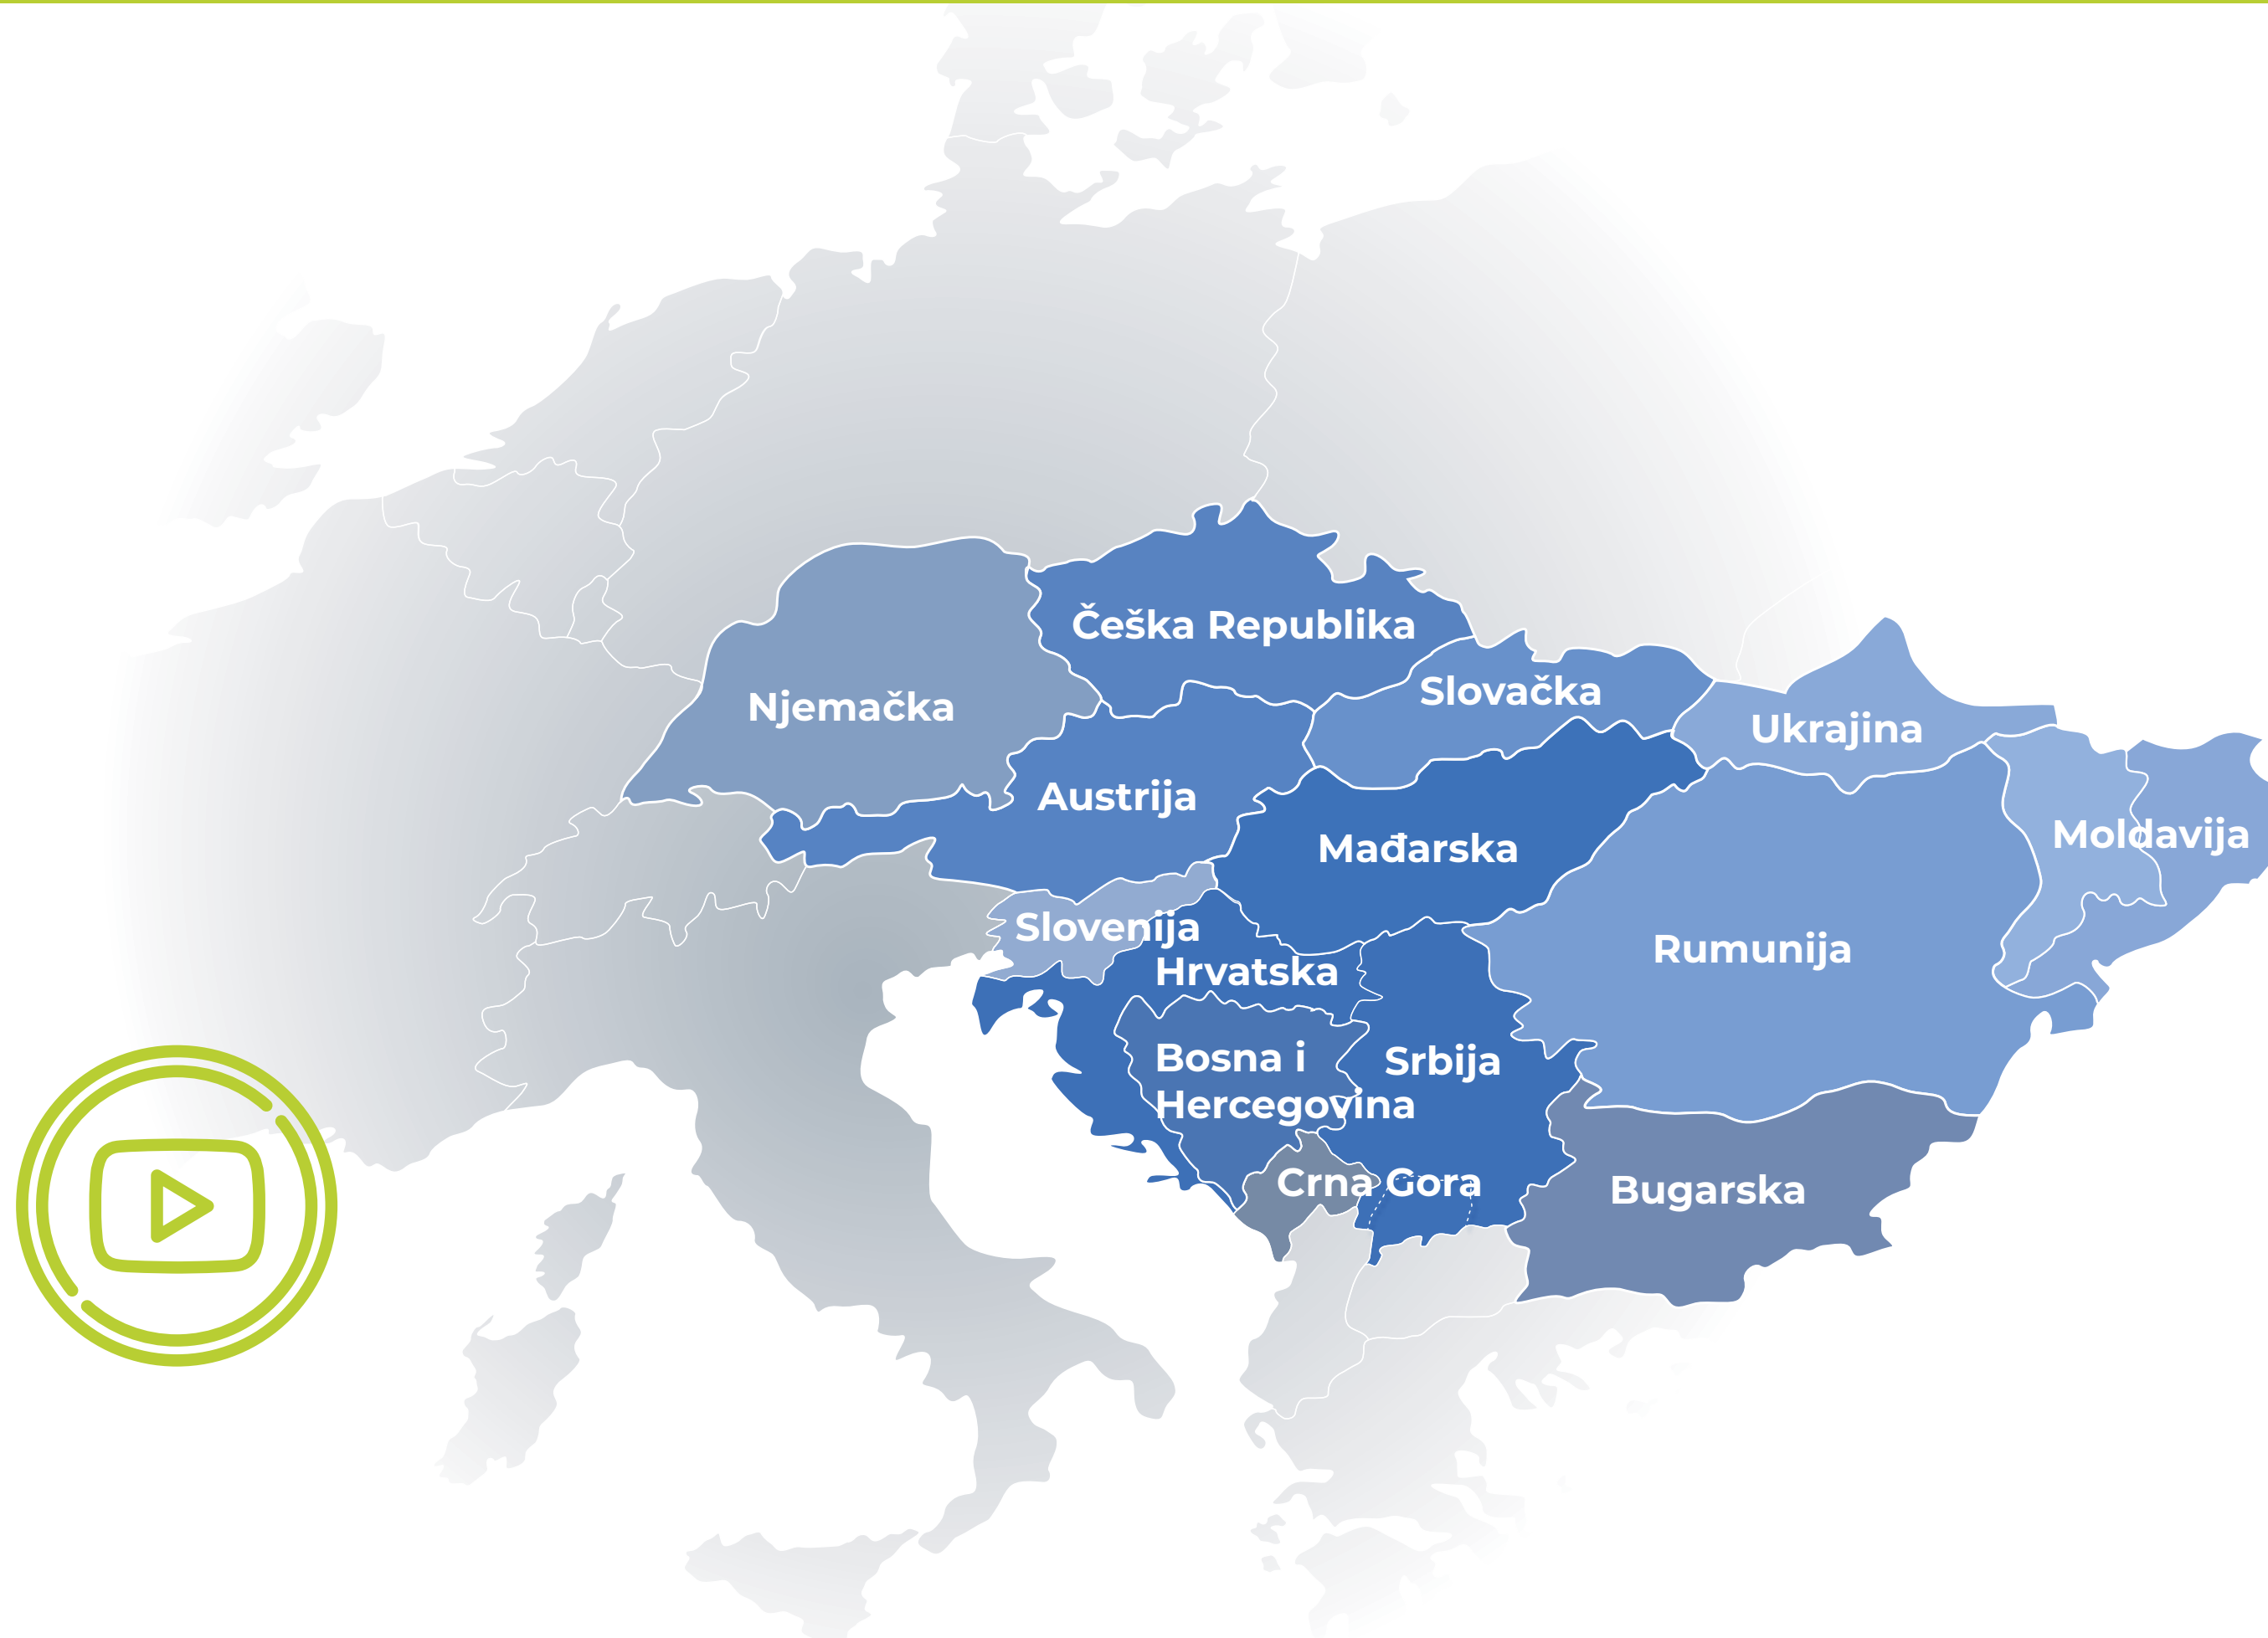 Češka Republika
Slovačka
Njemačka
Ukrajina
Austrija
Moldavija
Mađarska
Slovenija
Rumunija
Hrvatska
Bosna i
Hercegovina
Srbija
Crna Gora
Bugarska